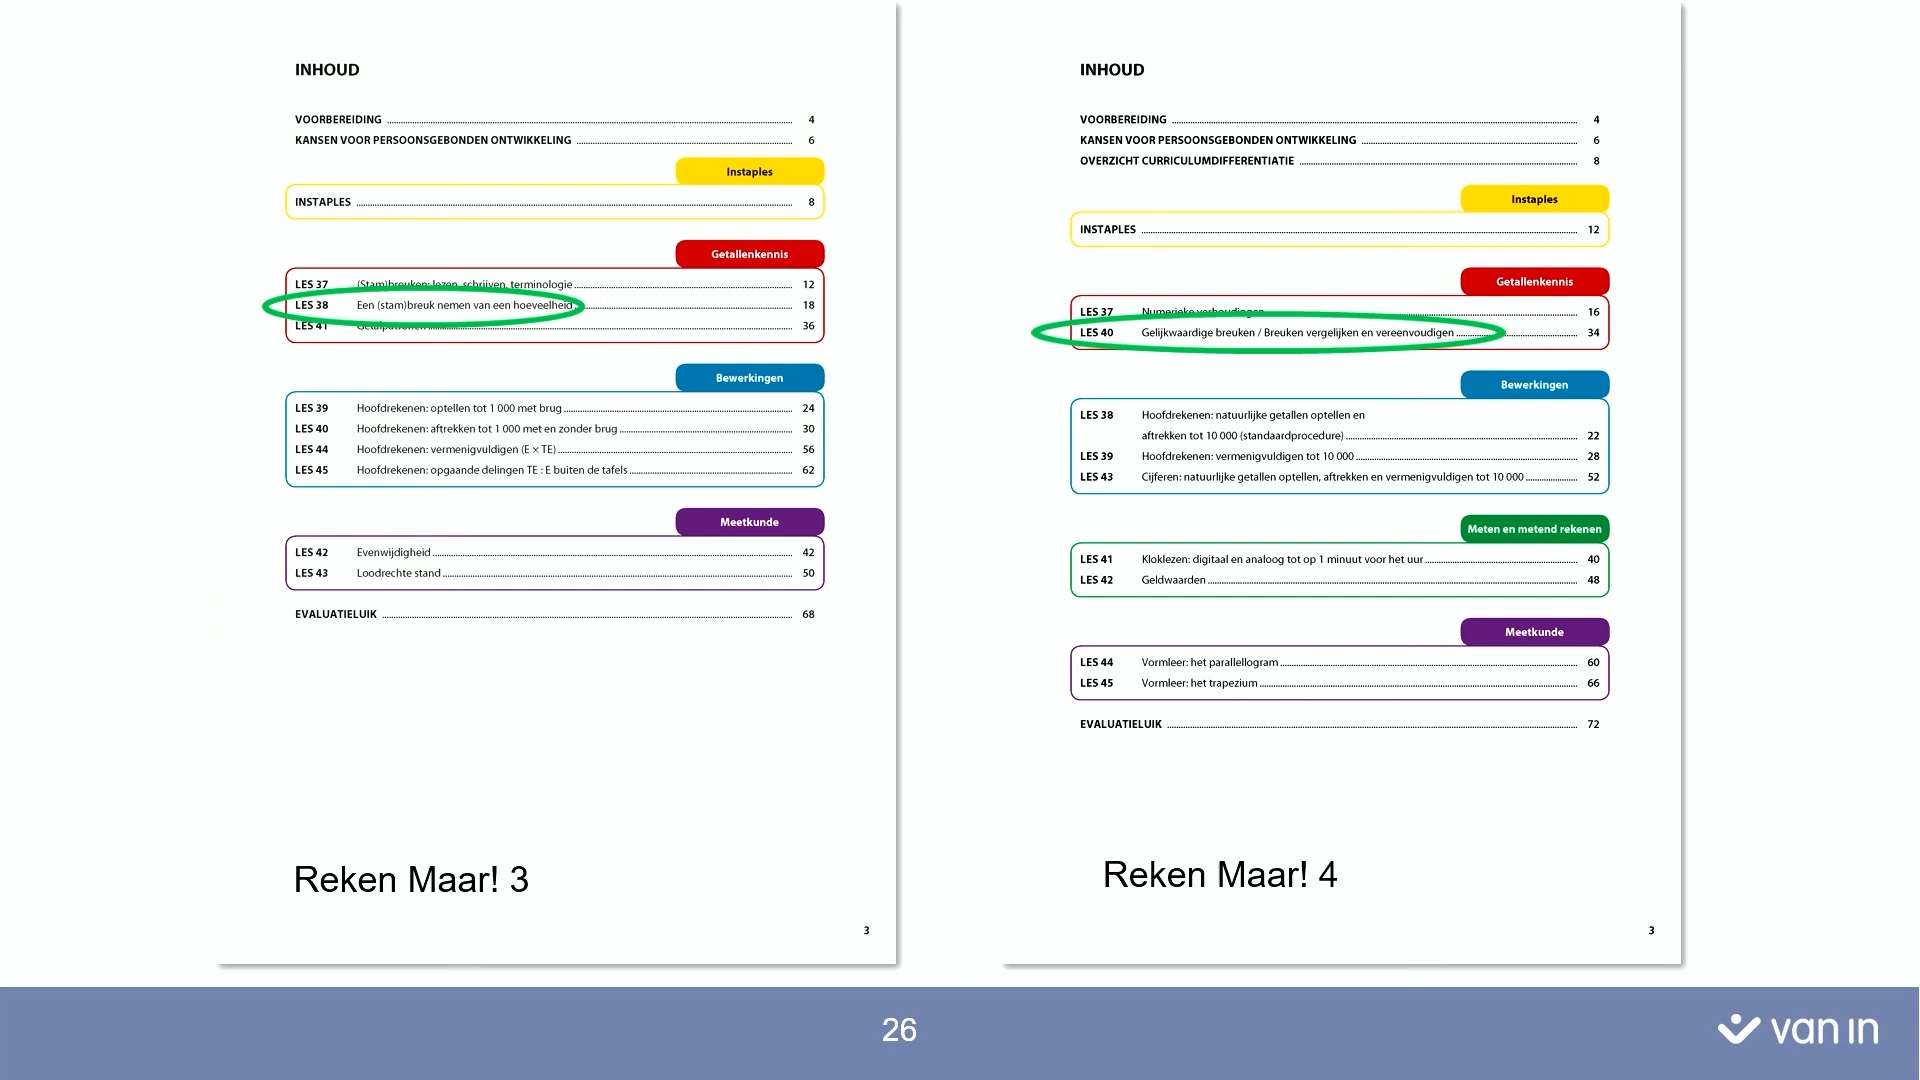 INHOUD
VOORBEREIDING 4
KANSEN VOOR PERSOONSGEBONDEN ONTWIKKELING 6
Instaples
INSTAPLES 8
Getallenkennis
LES 37 (Stam)breuken: lezen, schrijven, terminologie 12
LES 38 Een (stam)breuk nemen van een hoeveelheid 18
LES 41 Getalpatronen 36
Bewerkingen
LES 39 Hoofdrekenen: optellen tot 1 000 met brug 24
LES 40 Hoofdrekenen: aftrekken tot 1 000 met en zonder brug 30
LES 44 Hoofdrekenen: vermenigvuldigen (E × TE) 56
LES 45 Hoofdrekenen: opgaande delingen TE : E buiten de tafels 62
Meetkunde
LES 42 Evenwijdigheid 42
LES 43 Loodrechte stand 50
EVALUATIELUIK 68
Reken Maar! 3
3
INHOUD
VOORBEREIDING 4
KANSEN VOOR PERSOONSGEBONDEN ONTWIKKELING 6
OVERZICHT CURRICULUMDIFFERENTIATIE 8
Instaples
INSTAPLES 12
Getallenkennis
LES 37 Numerieke verhoudingen 16
LES 40 Gelijkwaardige breuken / Breuken vergelijken en vereenvoudigen 34
Bewerkingen
LES 38 Hoofdrekenen: natuurlijke getallen optellen en
aftrekken tot 10 000 (standaardprocedure) 22
LES 39 Hoofdrekenen: vermenigvuldigen tot 10 000 28
LES 43 Cijferen: natuurlijke getallen optellen, aftrekken en vermenigvuldigen tot 10 000 52
Meten en metend rekenen
LES 41 Kloklezen: digitaal en analoog tot op 1 minuut voor het uur 40
LES 42 Geldwaarden 48
Meetkunde
LES 44 Vormleer: het parallellogram 60
LES 45 Vormleer: het trapezium 66
EVALUATIELUIK 72
Reken Maar! 4
3
26
van in